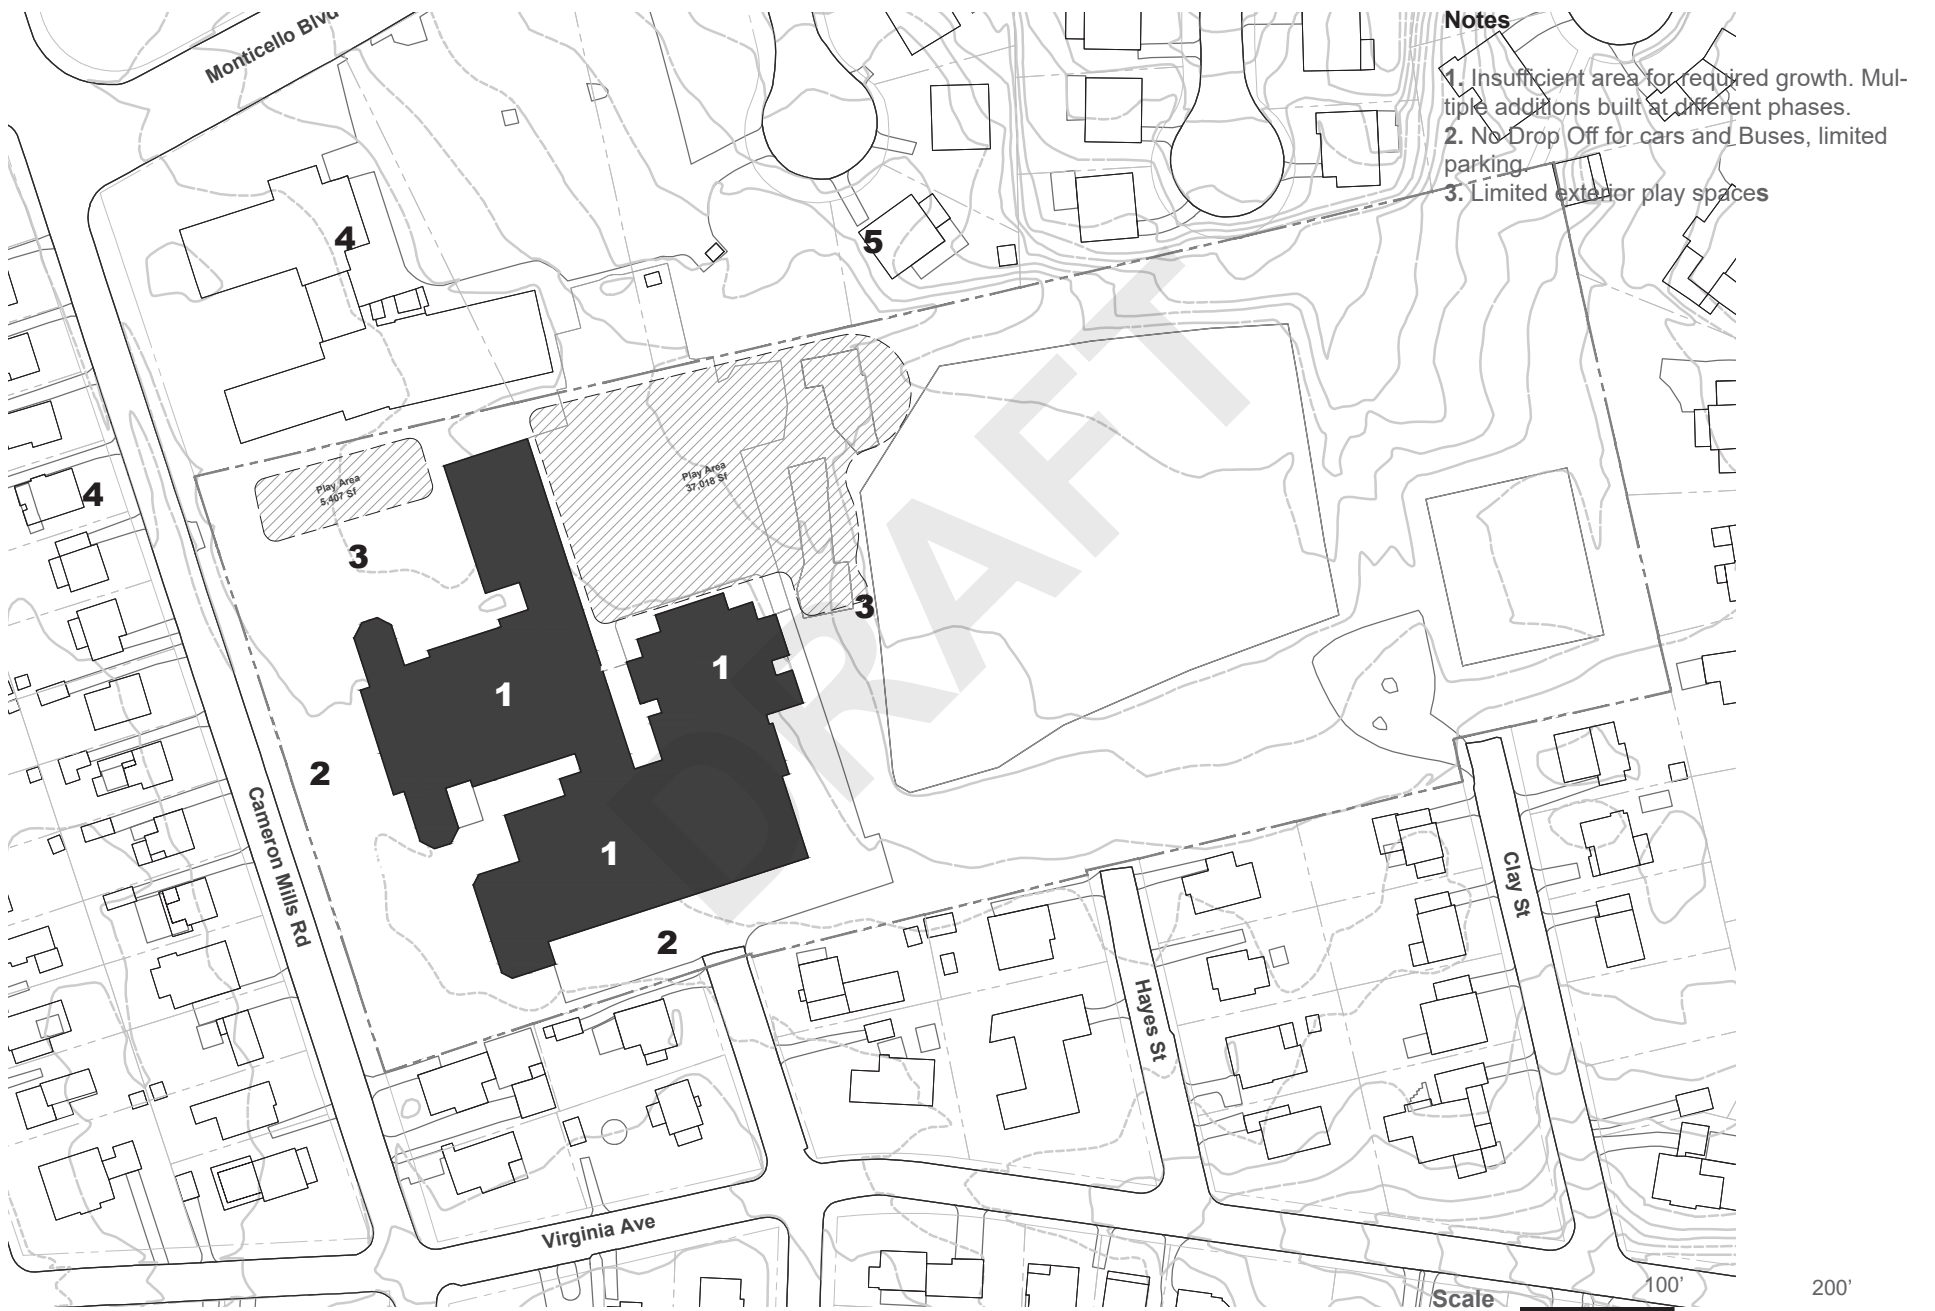 Notes
1. Insufficient area for required growth. Mul-
tiple additions built at different phases.
2. No Drop Off for cars and Buses, limited
parking.
3. Limited exterior play spaces
Monticello Blvd
4
5
4
Play Area
5,407 Sf
Play Area
37,018 Sf
3
3
1
1
2
1
2
DRAFT
Cameron Mills Rd
Clay St
Hayes St
Virginia Ave
Scale
100’
200’